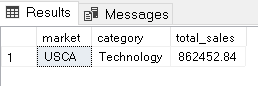 Results Messages
market category total_sales
1 USCA Technology 862452.84